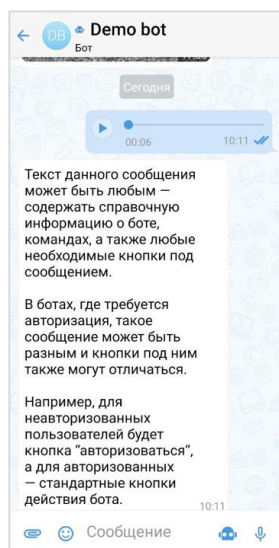 DB
Demo bot
Бот
Сегодня
00:06
10:11
Текст данного сообщения
может быть любым —
содержать справочную
информацию о боте,
командах, а также любые
необходимые кнопки под
сообщением.
В ботах, где требуется
авторизация, такое
сообщение может быть
разным и кнопки под ним
также могут отличаться.
Например, для
неавторизованных
пользователей будет
кнопка “авторизоваться”,
а для авторизованных
— стандартные кнопки
действия бота.
10:11
Сообщение